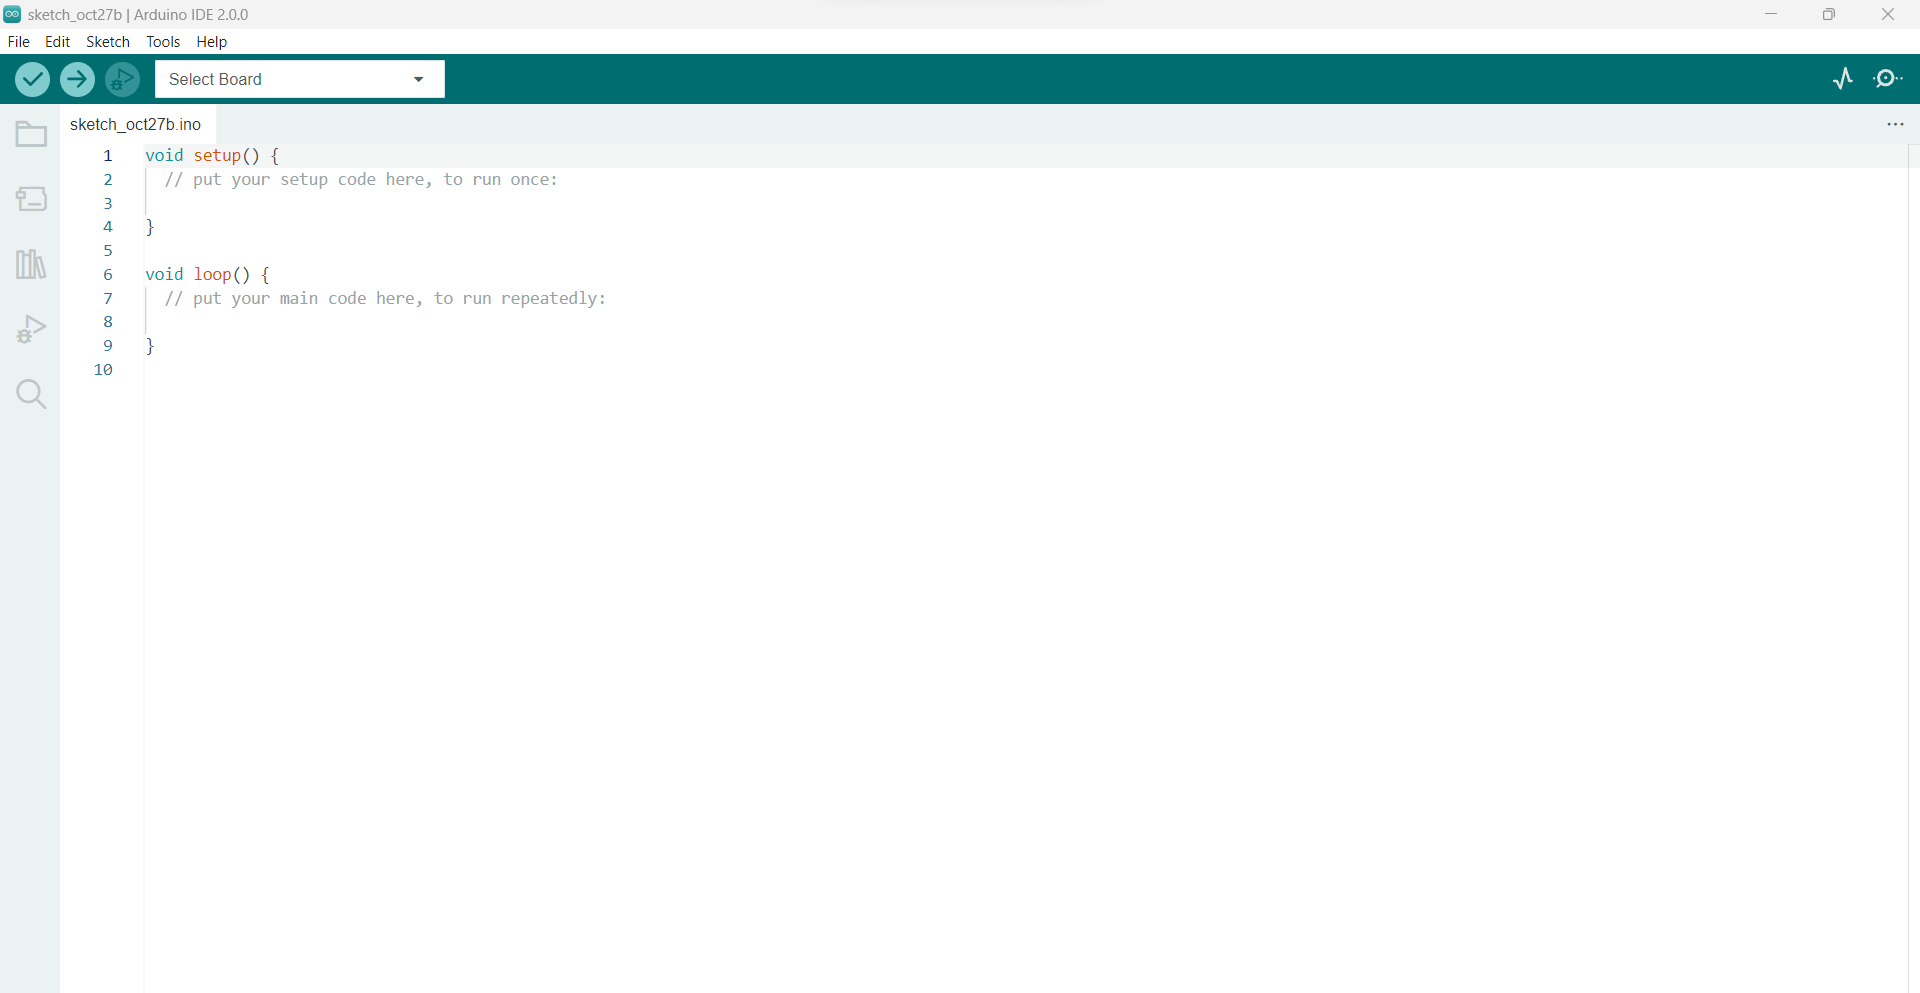 sketch_oct27b | Arduino IDE 2.0.0
File Edit Sketch Tools Help
Select Board
sketch_oct27b.ino
1 void setup() {
2 // put your setup code here, to run once:
3
4 }
5
6 void loop() {
7 // put your main code here, to run repeatedly:
8
9 }
10